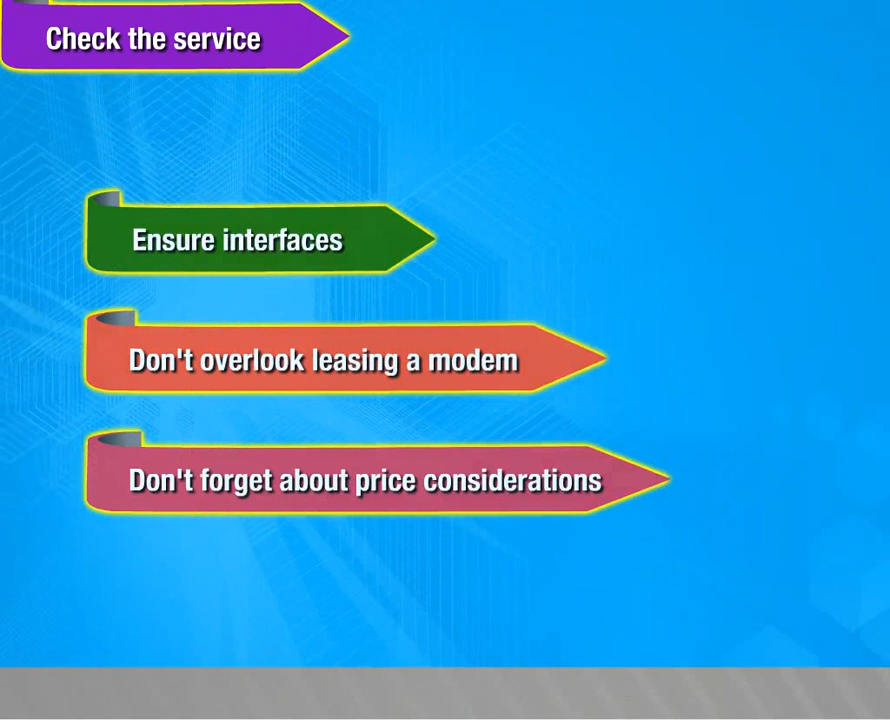 Check the service
Ensure interfaces
Don't overlook leasing a modem
Don't forget about price considerations